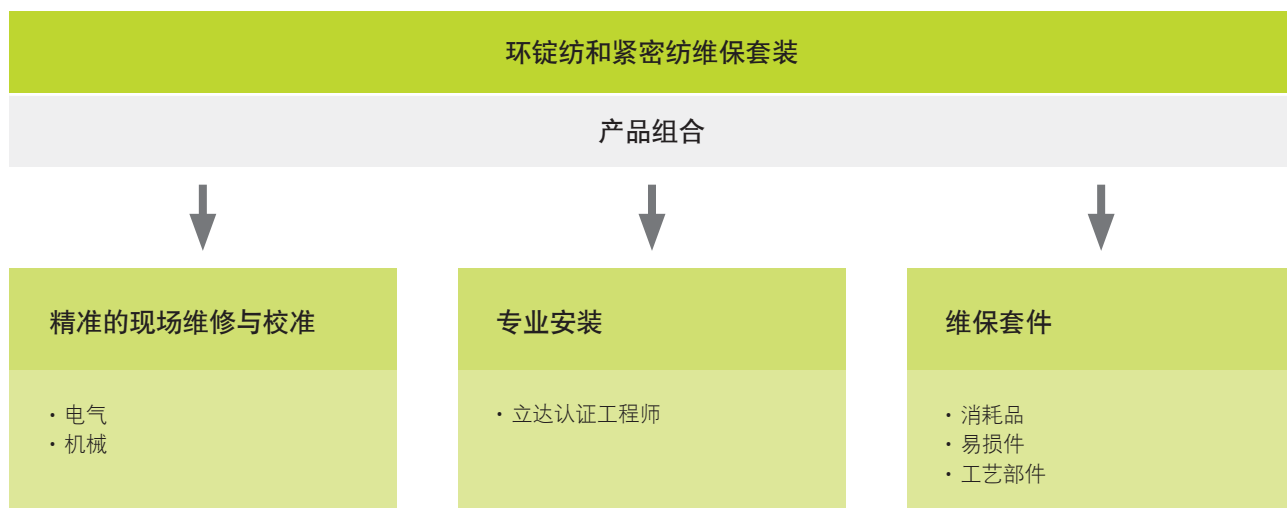 环锭纺和紧密纺维保套装
产品组合
精准的现场维修与校准
• 电气
• 机械
专业安装
• 立达认证工程师
维保套件
• 消耗品
• 易损件
• 工艺部件